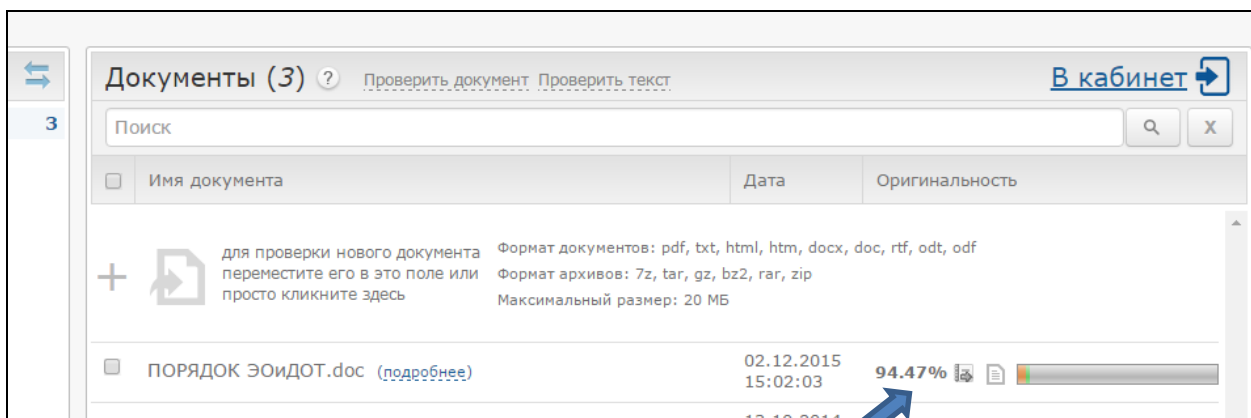 Документы (3) ? Проверить документ Проверить текст В кабинет
3
Поиск X
Имя документа Дата Оригинальность
для проверки нового документа
переместите его в это поле или
просто кликните здесь
Формат документов: pdf, txt, html, htm, docx, doc, rtf, odt, odf
Формат архивов: 7z, tar, gz, bz2, rar, zip
Максимальный размер: 20 МБ
ПОРЯДОК ЭОиДОТ.doc (подробнее) 02.12.2015 94.47%
15:02:03